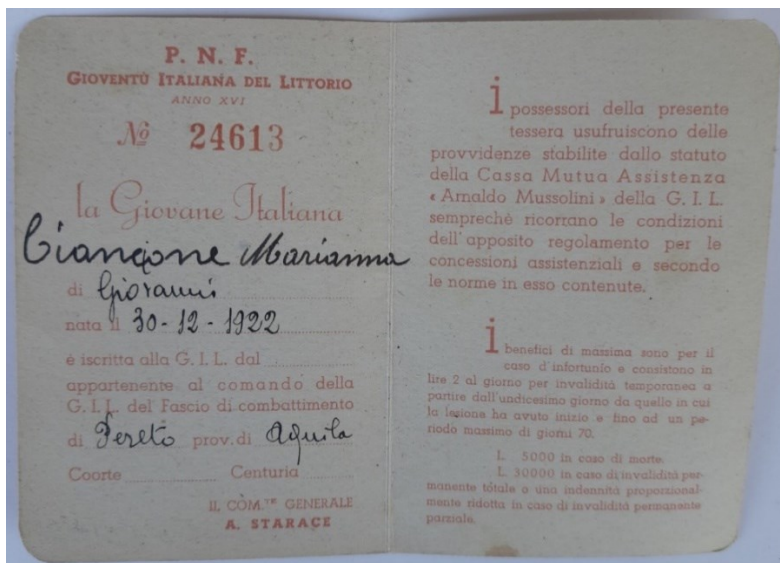 P. N. F.
GIOVENTÙ ITALIANA DEL LITTORIO
ANNO XVI
№ 24613
la Giovane Italiana
Ciançone Marianna
di Giovanni
nata il 30-12-1922
è iscritta alla G. I. L. dal
appartenente al comando della
G. I. L. del Fascio di combattimento
di Pereto prov. di Aquila
Coorte Centuria
IL COM.TE GENERALE
A. STARACE
i possessori della presente
tessera usufruiscono delle
provvidenze stabilite dallo statuto
della Cassa Mutua Assistenza
« Arnaldo Mussolini » della G. I. L.
sempreché ricorrano le condizioni
dell'apposito regolamento per le
concessioni assistenziali e secondo
le norme in esso contenute.
i benefici di massima sono per il
caso d'infortunio e consistono in
lire 2 al giorno per invalidità temporanea a
partire dall'undicesimo giorno da quello in cui
la lesione ha avuto inizio e fino ad un pe-
riodo massimo di giorni 70.
L. 5000 in caso di morte.
L. 30000 in caso di invalidità per-
manente totale o una indennità proporzional-
mente ridotta in caso di invalidità permanente
parziale.